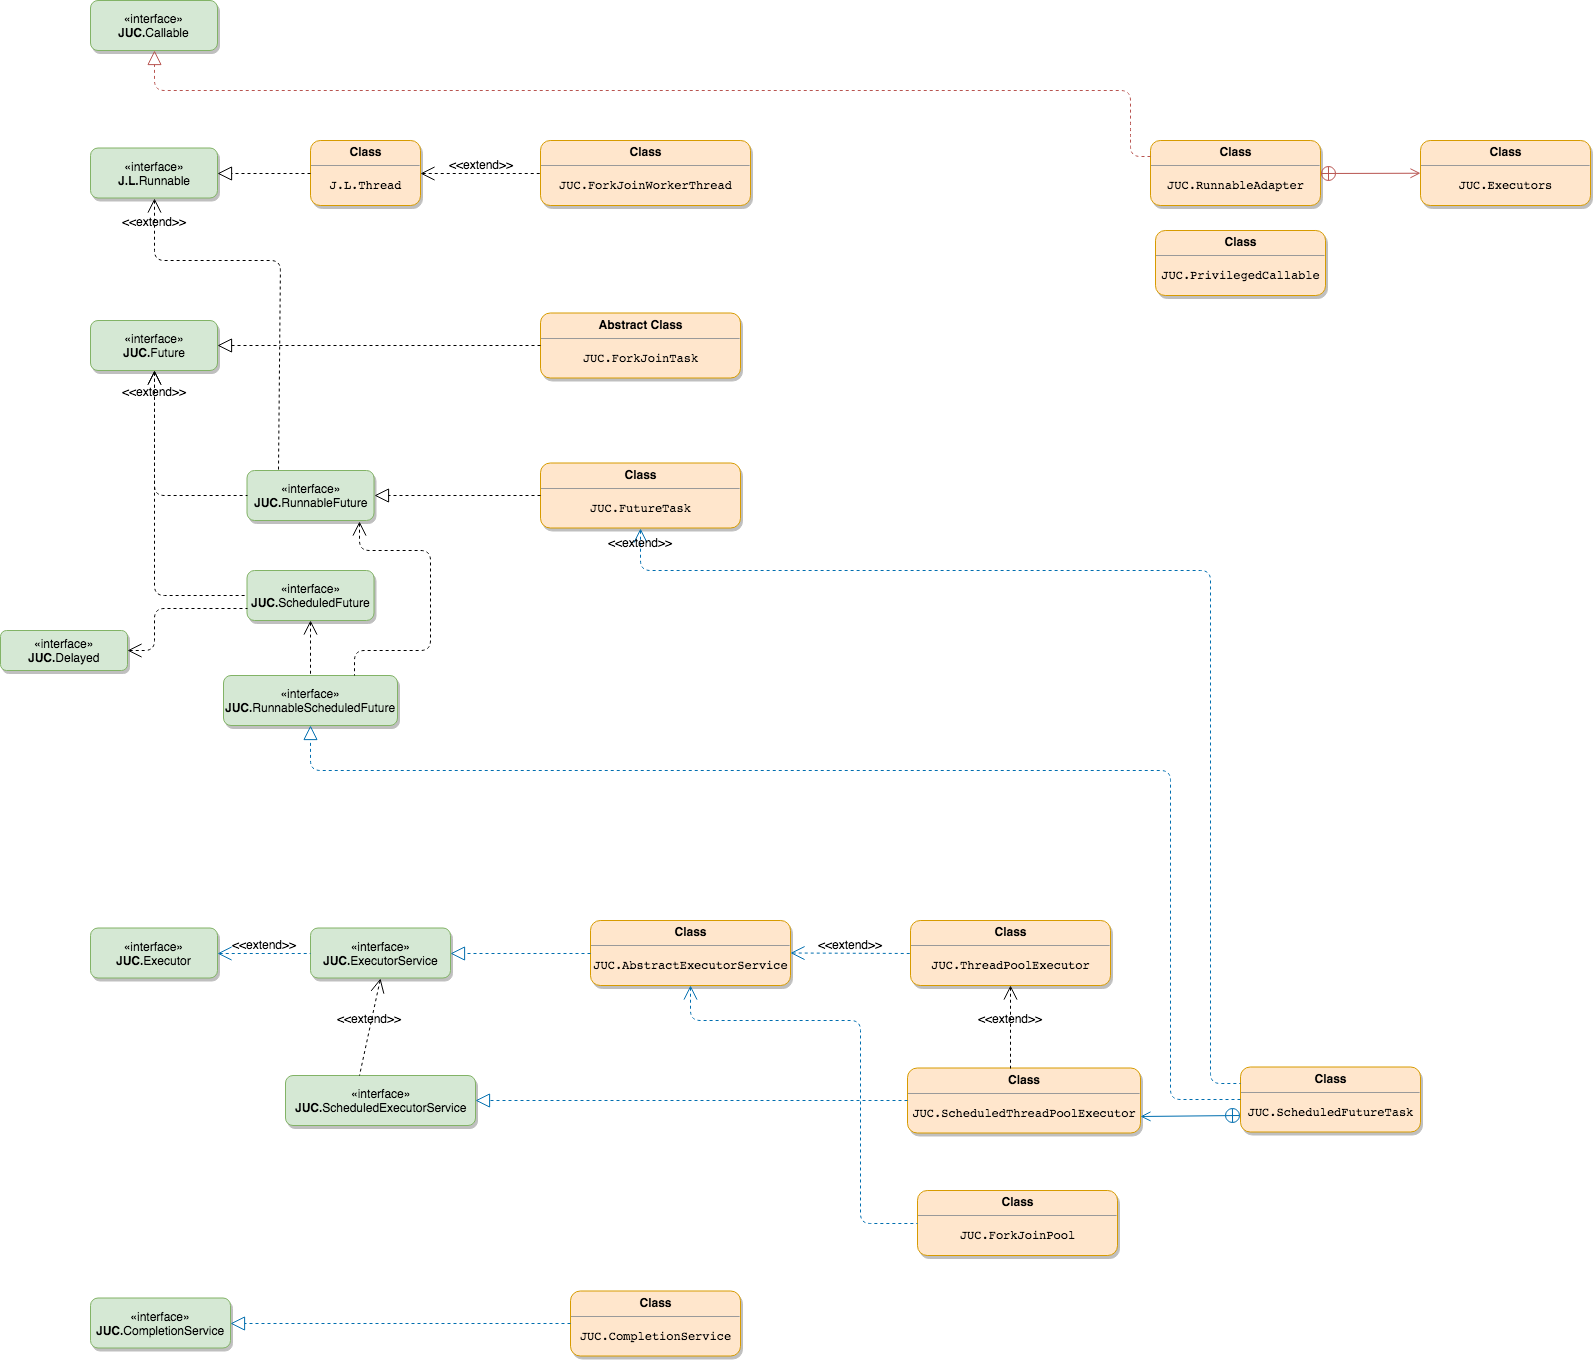 «interface»
JUC.Callable
«interface»
J.L.Runnable
Class
J.L.Thread
<<extend>>
Class
JUC.ForkJoinWorkerThread
Class
JUC.RunnableAdapter
Class
JUC.Executors
<<extend>>
Class
JUC.PrivilegedCallable
«interface»
JUC.Future
Abstract Class
JUC.ForkJoinTask
<<extend>>
«interface»
JUC.RunnableFuture
Class
JUC.FutureTask
<<extend>>
«interface»
JUC.ScheduledFuture
«interface»
JUC.Delayed
«interface»
JUC.RunnableScheduledFuture
«interface»
JUC.Executor
<<extend>>
«interface»
JUC.ExecutorService
Class
JUC.AbstractExecutorService
<<extend>>
Class
JUC.ThreadPoolExecutor
<<extend>>
<<extend>>
«interface»
JUC.ScheduledExecutorService
Class
JUC.ScheduledThreadPoolExecutor
Class
JUC.ScheduledFutureTask
Class
JUC.ForkJoinPool
«interface»
JUC.CompletionService
Class
JUC.CompletionService